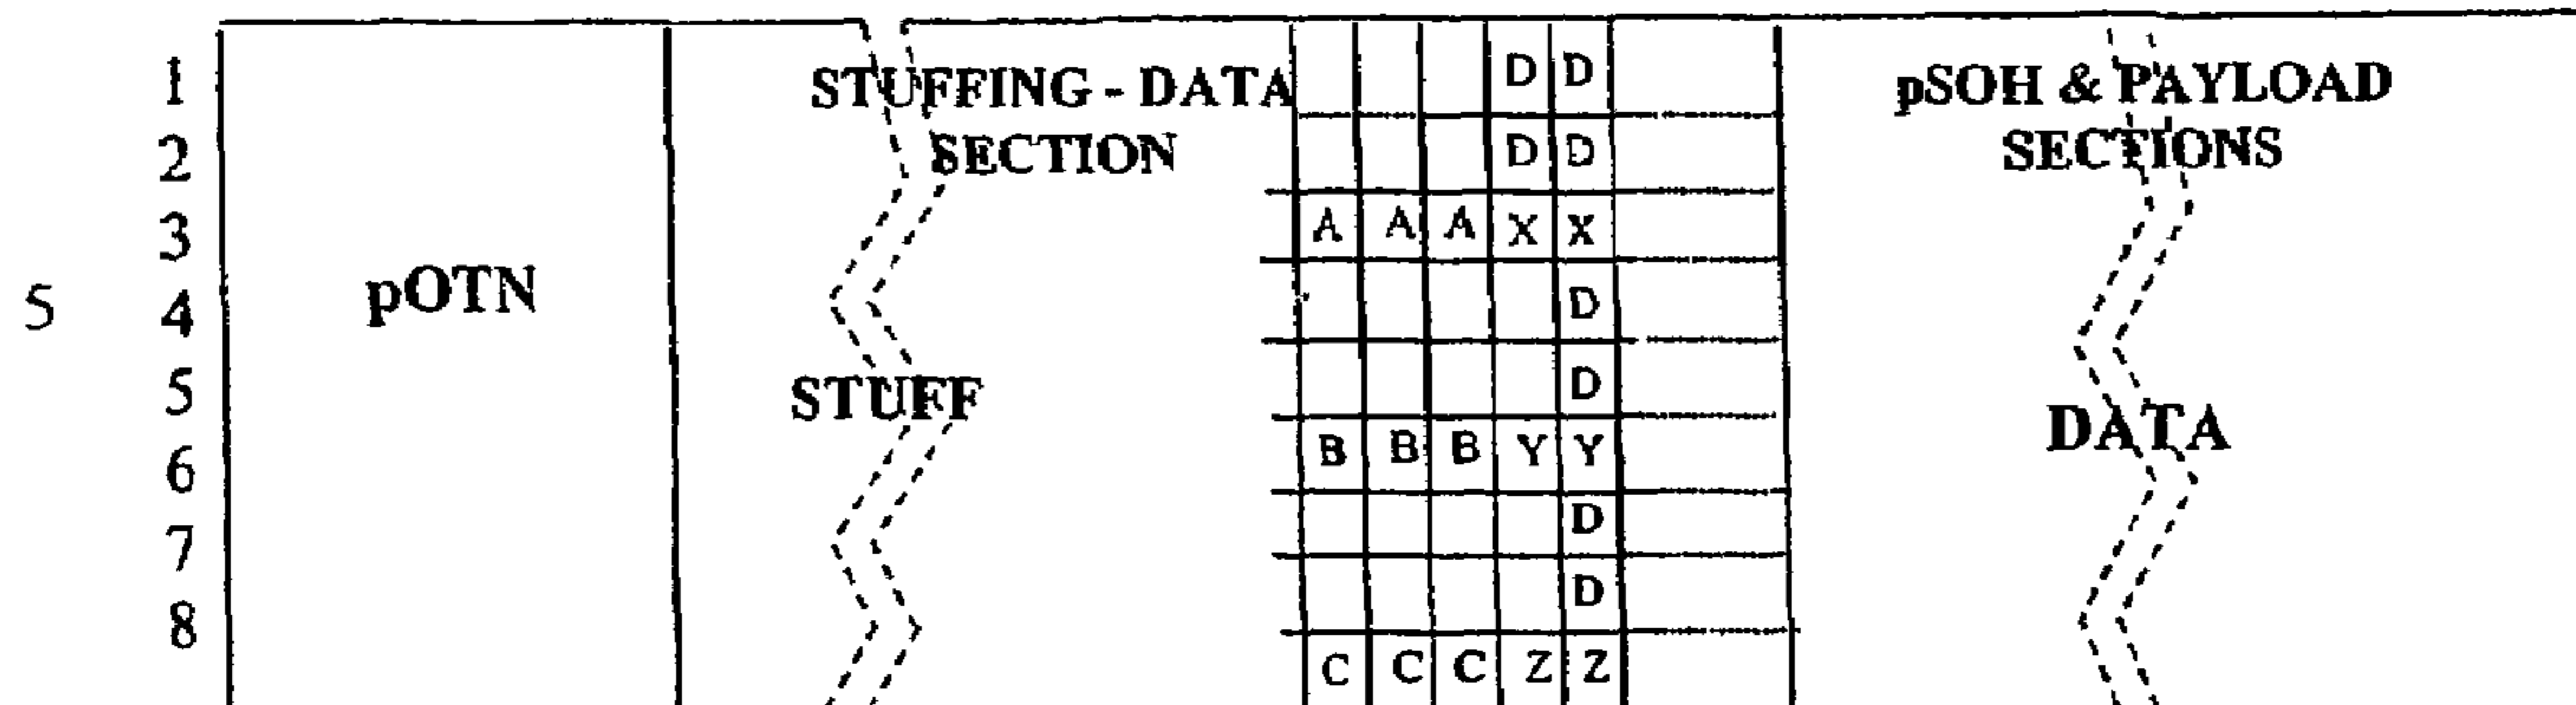 1 STUFFING - DATA D D pSOH & PAYLOAD
2 SECTION D D SECTIONS
3 A A A X X
5 4 pOTN D
5 STUFF D DATA
6 B B B Y Y
7 D
8 D
C C C Z Z